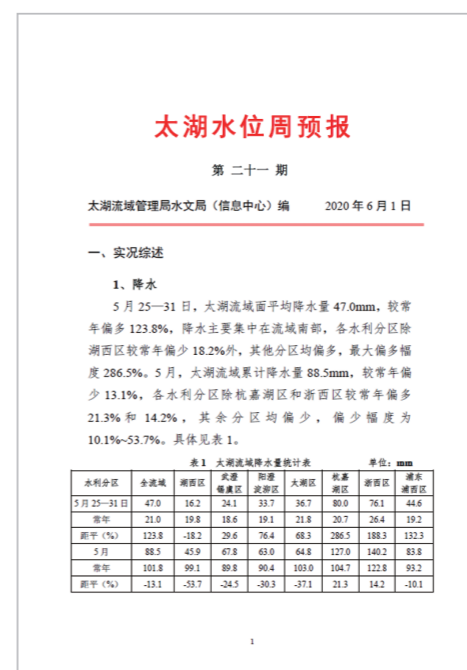 太湖水位周预报
第 二十一 期
太湖流域管理局水文局（信息中心）编 2020 年 6 月 1 日
一、实况综述
1、降水
5 月 25—31 日，太湖流域面平均降水量 47.0mm，较常
年偏多 123.8%，降水主要集中在流域南部，各水利分区除
湖西区较常年偏少 18.2%外，其他分区均偏多，最大偏多幅
度 286.5%。5 月，太湖流域累计降水量 88.5mm，较常年偏
少 13.1%，各水利分区除杭嘉湖区和浙西区较常年偏多
21.3% 和 14.2%，其余分区均偏少，偏少幅度为
10.1%~53.7%。具体见表 1。
表 1 太湖流域降水量统计表 单位：mm
水利分区 全流域 湖西区 武澄锡虞区 阳澄淀泖区 太湖区 杭嘉湖区 浙西区 浦东浦西区
5 月 25—31 日 47.0 16.2 24.1 33.7 36.7 80.0 76.1 44.6
常年 21.0 19.8 18.6 19.1 21.8 20.7 26.4 19.2
距平（%） 123.8 -18.2 29.6 76.4 68.3 286.5 188.3 132.3
5 月 88.5 45.9 67.8 63.0 64.8 127.0 140.2 83.8
常年 101.8 99.1 89.8 90.4 103.0 104.7 122.8 93.2
距平（%） -13.1 -53.7 -24.5 -30.3 -37.1 21.3 14.2 -10.1
1